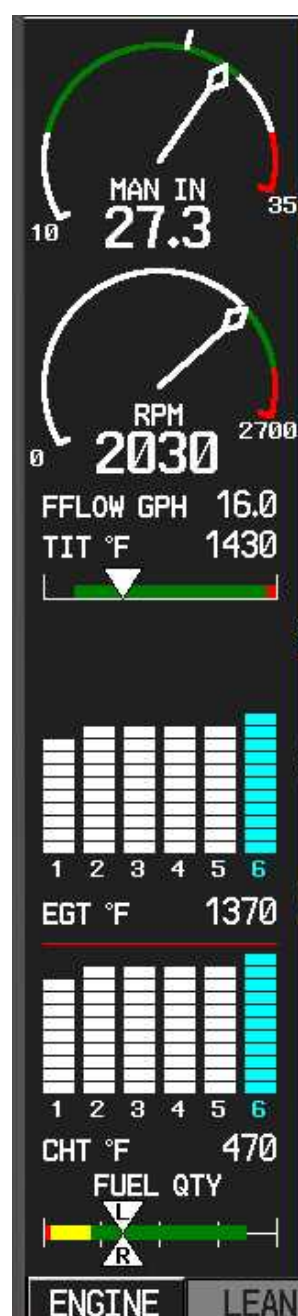 MAN IN
10 35
27.3
RPM
0 2700
2030
FFLOW GPH 16.0
TIT °F 1430
1 2 3 4 5 6
EGT °F 1370
1 2 3 4 5 6
CHT °F 470
FUEL QTY
L
R
ENGINE LEAN